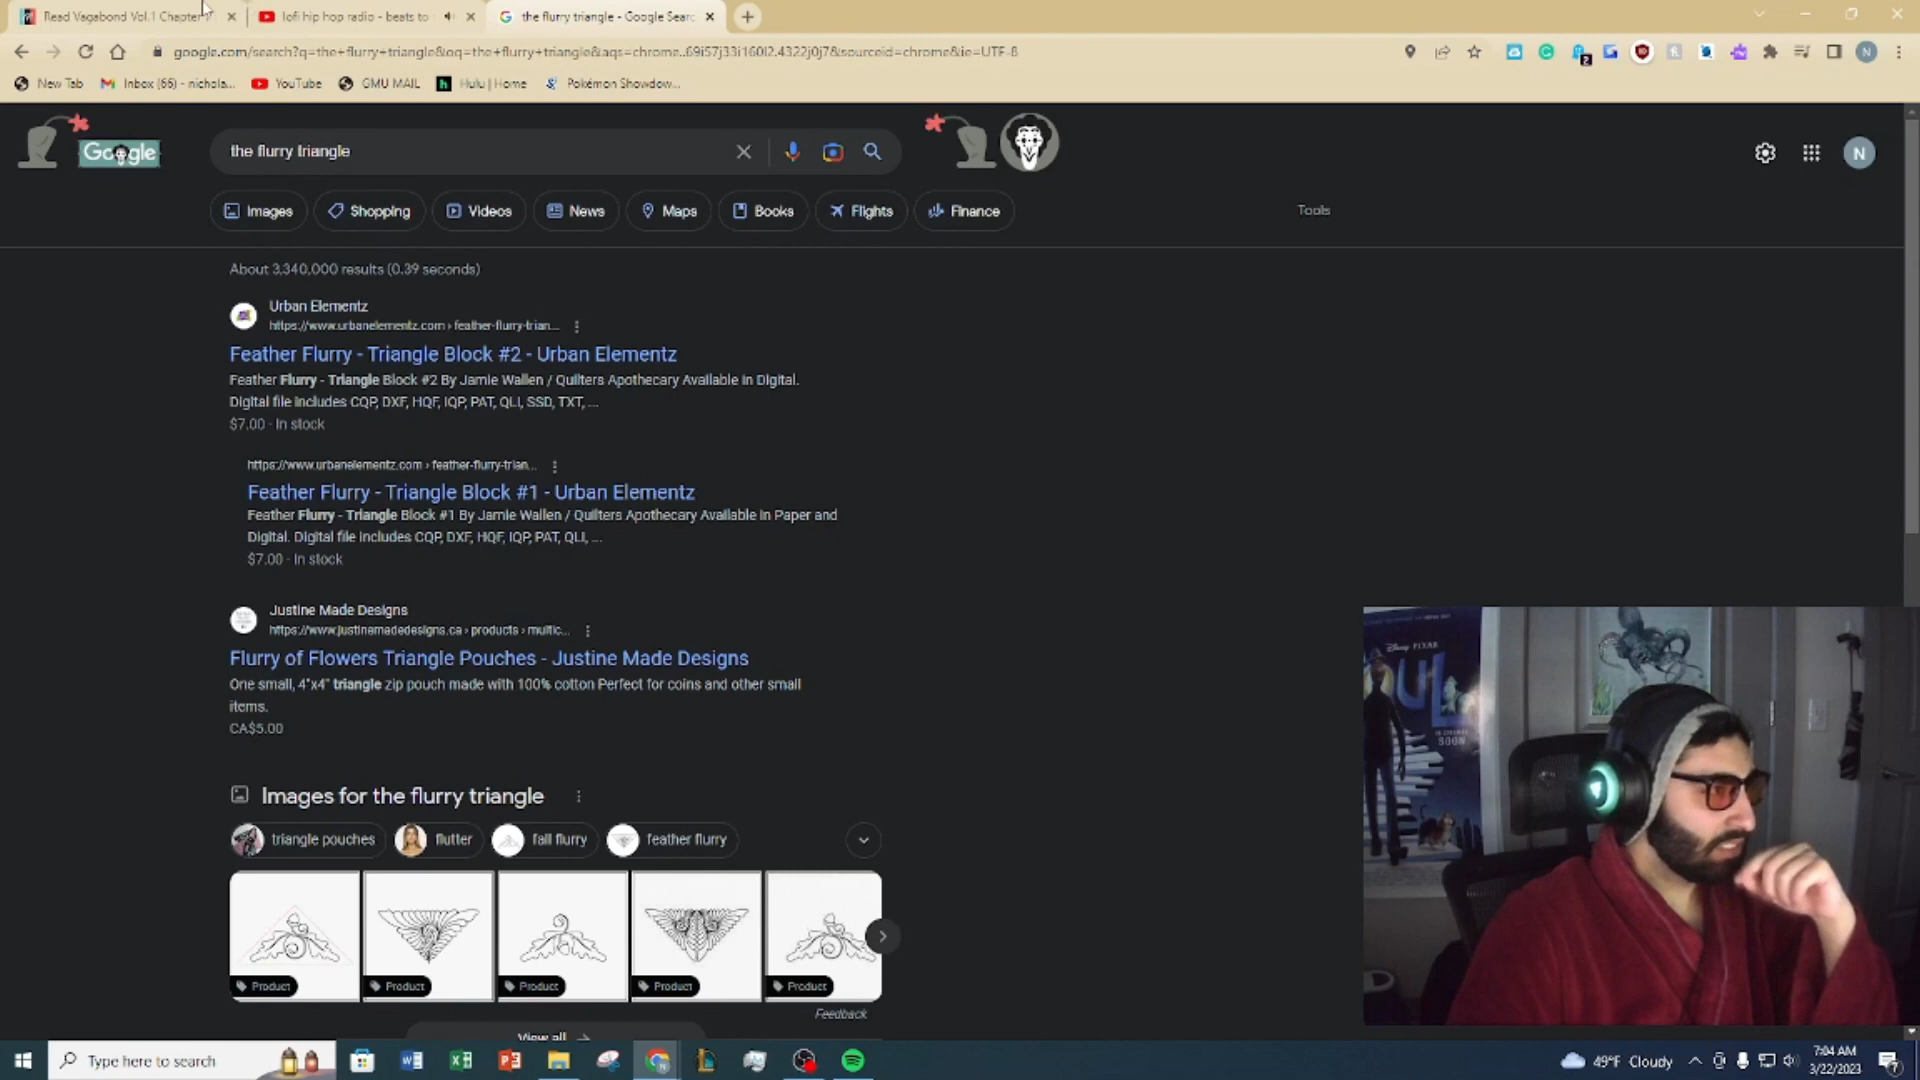 Read Vagabond Vol.1 Chapter
lofi hip hop radio - beats to
the flurry triangle - Google Sear
google.com/search?q=the+flurry+triangle&oq=the+flurry+triangle&aqs=chrome..69i57j33i160l2.4322j0j7&sourceid=chrome&ie=UTF-8
2
N
New Tab
Inbox (66) - nichola...
YouTube
GMU MAIL
h
Hulu | Home
Pokémon Showdow...
Google
the flurry triangle
N
Images
Shopping
Videos
News
Maps
Books
Flights
Finance
Tools
About 3,340,000 results (0.39 seconds)
Urban Elementz
https://www.urbanelementz.com › feather-flurry-trian...
Feather Flurry - Triangle Block #2 - Urban Elementz
Feather Flurry - Triangle Block #2 By Jamie Wallen / Quilters Apothecary Available in Digital.
Digital file includes CQP, DXF, HQF, IQP, PAT, QLI, SSD, TXT, ...
$7.00 · In stock
https://www.urbanelementz.com › feather-flurry-trian...
Feather Flurry - Triangle Block #1 - Urban Elementz
Feather Flurry - Triangle Block #1 By Jamie Wallen / Quilters Apothecary Available in Paper and
Digital. Digital file includes CQP, DXF, HQF, IQP, PAT, QLI, ...
$7.00 · In stock
Justine Made Designs
https://www.justinemadedesigns.ca › products › multic...
Flurry of Flowers Triangle Pouches - Justine Made Designs
One small, 4"x4" triangle zip pouch made with 100% cotton Perfect for coins and other small
items.
CA$5.00
Images for the flurry triangle
triangle pouches
flutter
fall flurry
feather flurry
Product
Product
Product
Product
Product
Feedback
View all
Disney PIXAR
UL
IN CINEMAS
SOON
Type here to search
49°F Cloudy
7:04 AM
3/22/2023
7